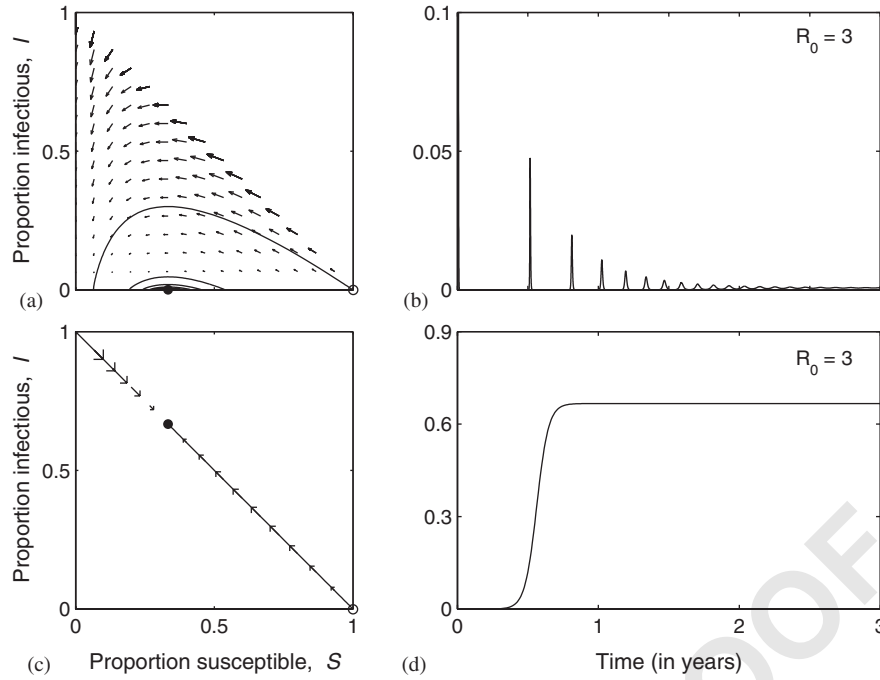 1
0.5
0
Proportion infectious, I
(a)
0.1
0.05
0
R0 = 3
(b)
1
0.5
0
Proportion infectious, I
0
0.5
1
(c)
Proportion susceptible, S
0.9
0.6
0.3
0
R0 = 3
0
1
2
3
(d)
Time (in years)
PROOF